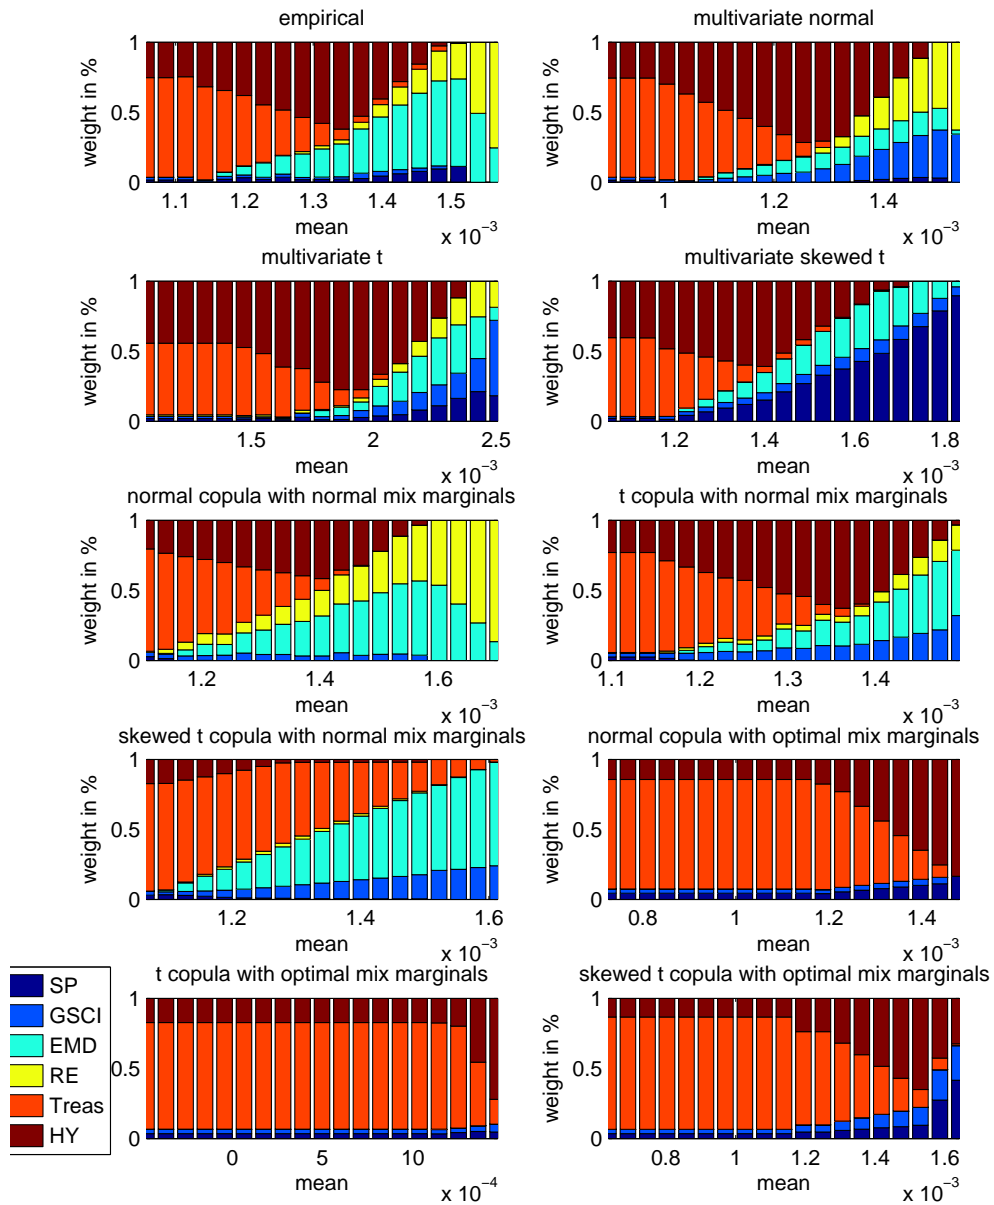 empirical
multivariate normal
1
0.5
0
weight in %
1.1 1.2 1.3 1.4 1.5
mean
x 10−3
1
0.5
0
weight in %
1 1.2 1.4
mean
x 10−3
multivariate t
multivariate skewed t
1
0.5
0
weight in %
1.5 2 2.5
mean
x 10−3
1
0.5
0
weight in %
1.2 1.4 1.6 1.8
mean
x 10−3
normal copula with normal mix marginals
t copula with normal mix marginals
1
0.5
0
weight in %
1.2 1.4 1.6
mean
x 10−3
1
0.5
0
weight in %
1.1 1.2 1.3 1.4
mean
x 10−3
skewed t copula with normal mix marginals
normal copula with optimal mix marginals
1
0.5
0
weight in %
1.2 1.4 1.6
mean
x 10−3
1
0.5
0
weight in %
0.8 1 1.2 1.4
mean
x 10−3
t copula with optimal mix marginals
skewed t copula with optimal mix marginals
SP
GSCI
EMD
RE
Treas
HY
1
0.5
0
0 5 10
mean
x 10−4
1
0.5
0
weight in %
0.8 1 1.2 1.4 1.6
mean
x 10−3